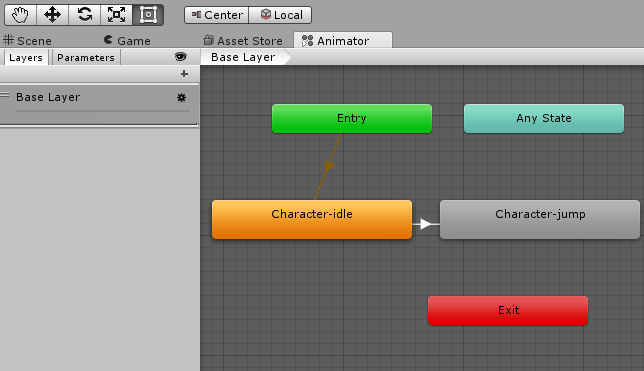 Center Local
Scene Game Asset Store Animator
Layers Parameters Base Layer
+
Base Layer
Entry Any State
Character-idle Character-jump
Exit